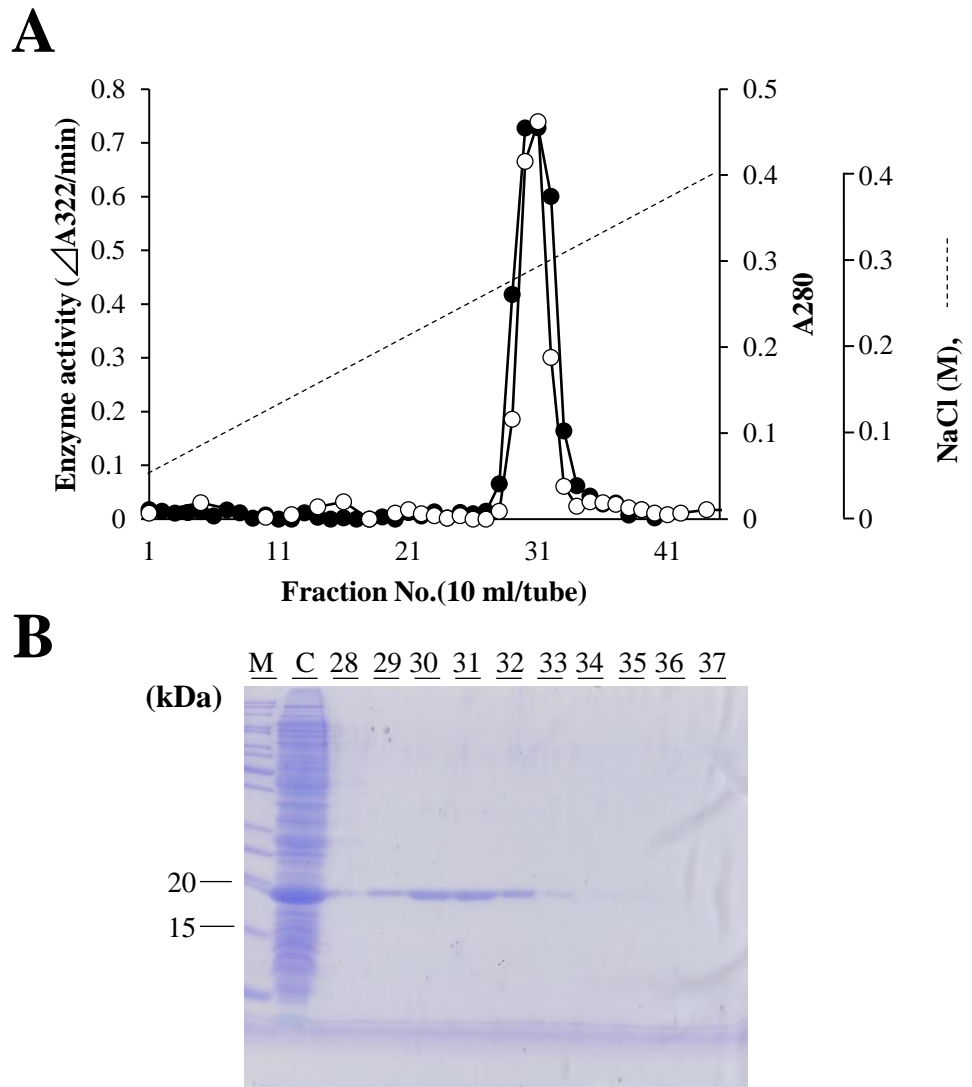 A
Enzyme activity (⊿A322/min)
0.8
0.7
0.6
0.5
0.4
0.3
0.2
0.1
0
0.5
0.4
0.3
0.2
0.1
0
A280
0.4
0.3
0.2
0.1
0
NaCl (M), --------
1 11 21 31 41
Fraction No.(10 ml/tube)
B
M C 28 29 30 31 32 33 34 35 36 37
(kDa)
20
15